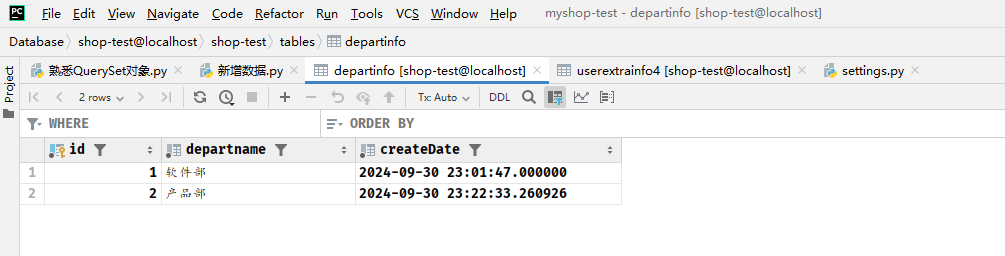 PC File Edit View Navigate Code Refactor Run Tools VCS Window Help myshop-test - departinfo [shop-test@localhost]
Database shop-test@localhost shop-test tables departinfo
熟悉QuerySet对象.py 新增数据.py departinfo [shop-test@localhost] userextrainfo4 [shop-test@localhost] settings.py
Project
2 rows Tx: Auto DDL
WHERE ORDER BY
id departname createDate
1 1 软件部 2024-09-30 23:01:47.000000
2 2 产品部 2024-09-30 23:22:33.260926